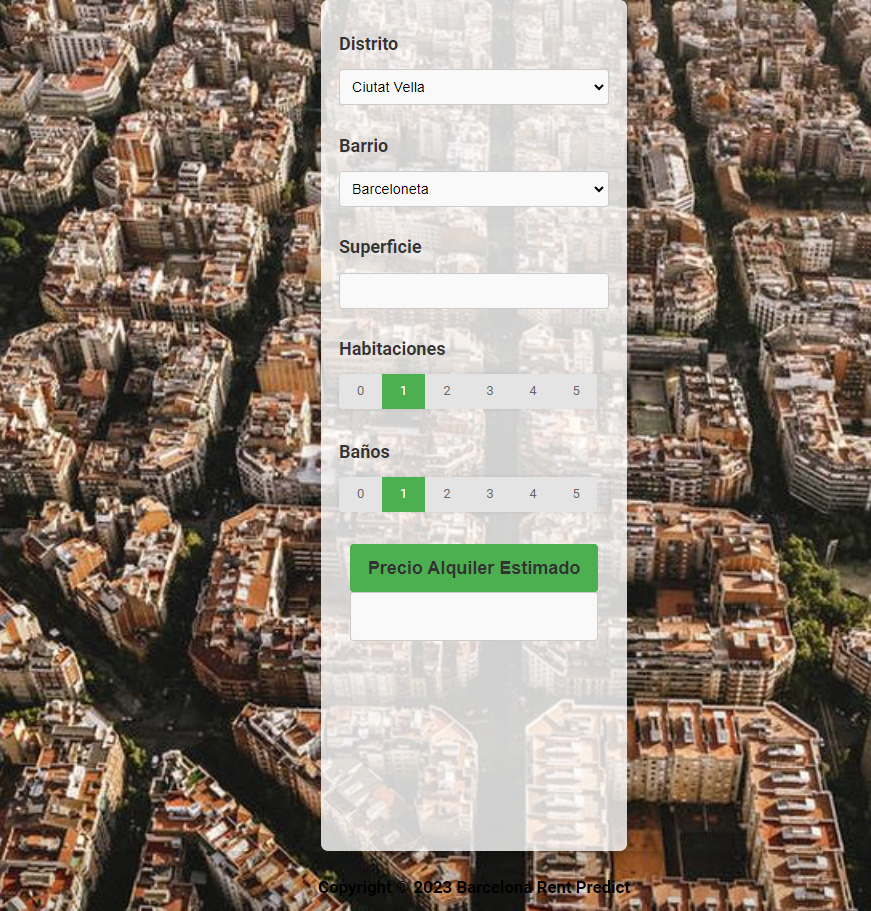 Distrito
Ciutat Vella
Barrio
Barceloneta
Superficie
Habitaciones
0 1 2 3 4 5
Baños
0 1 2 3 4 5
Precio Alquiler Estimado
Copyright © 2023 Barcelona Rent Predict